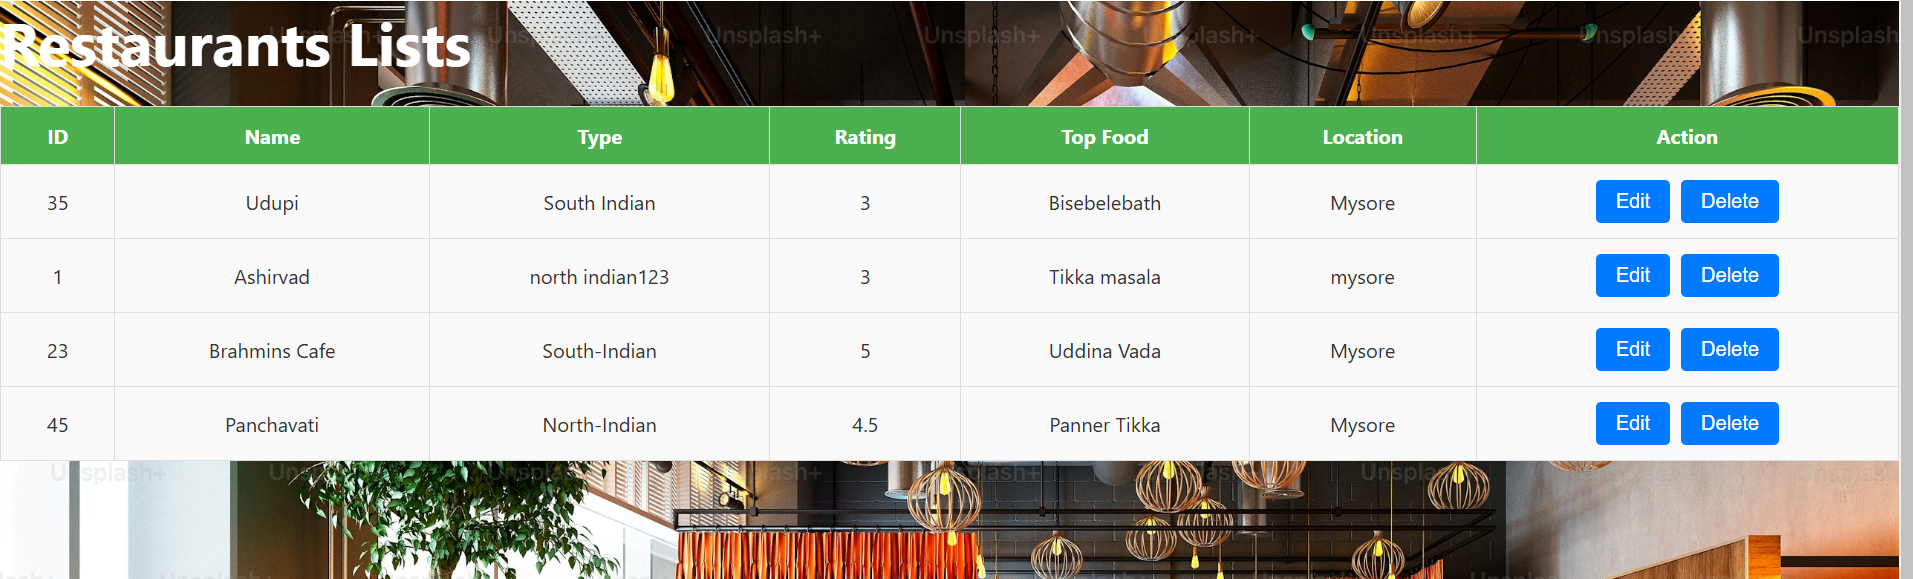 Restaurants Lists
Unsplash+ Unsplash+ Unsplash+ Unsplash+ Unsplash+
ID Name Type Rating Top Food Location Action
35 Udupi South Indian 3 Bisebelebath Mysore Edit Delete
1 Ashirvad north indian123 3 Tikka masala mysore Edit Delete
23 Brahmins Cafe South-Indian 5 Uddina Vada Mysore Edit Delete
45 Panchavati North-Indian 4.5 Panner Tikka Mysore Edit Delete
Unsplash+ Unsplash+ Unsplash+ Unsplash+